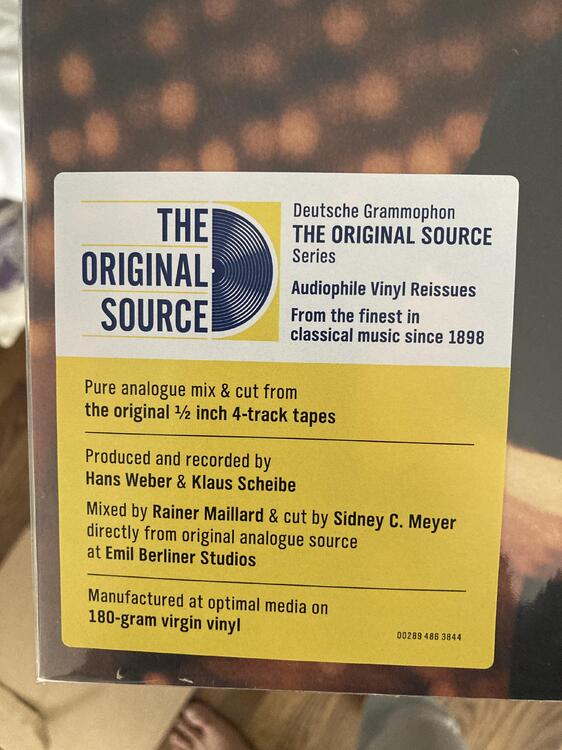 THE
ORIGINAL
SOURCE
Deutsche Grammophon
THE ORIGINAL SOURCE
Series
Audiophile Vinyl Reissues
From the finest in
classical music since 1898
Pure analogue mix & cut from
the original ½ inch 4-track tapes
Produced and recorded by
Hans Weber & Klaus Scheibe
Mixed by Rainer Maillard & cut by Sidney C. Meyer
directly from original analogue source
at Emil Berliner Studios
Manufactured at optimal media on
180-gram virgin vinyl
00289 486 3844